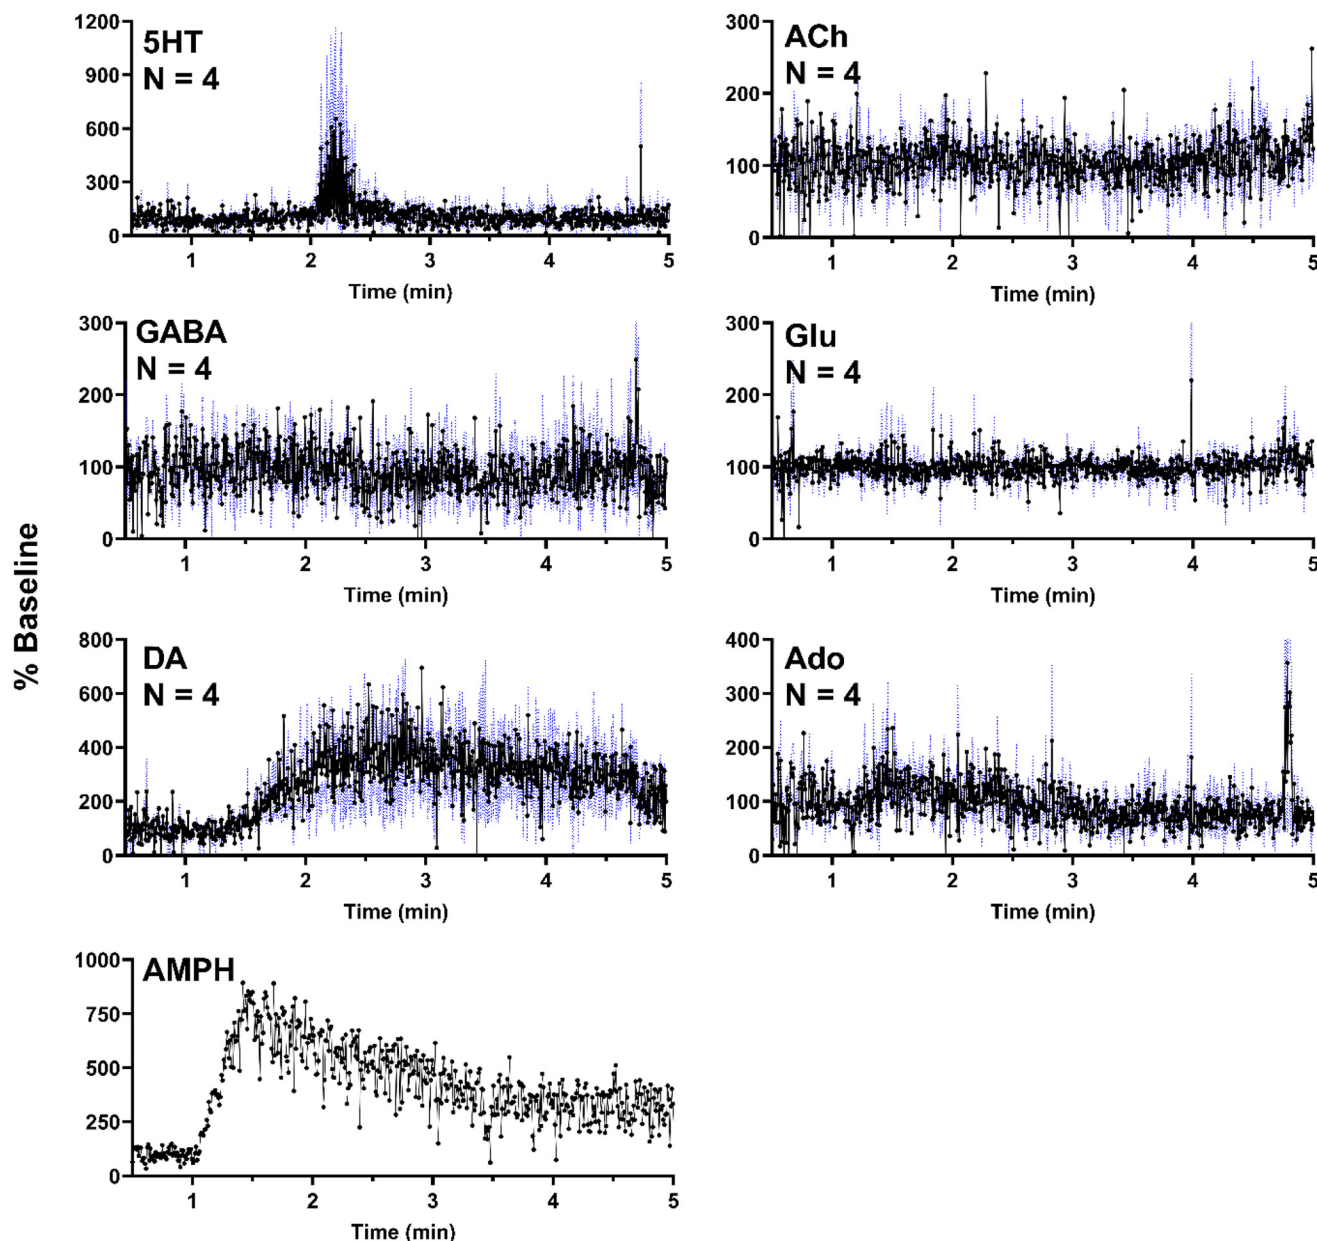 % Baseline
5HT
N = 4
1200
900
600
300
0
1 2 3 4 5
Time (min)
ACh
N = 4
300
200
100
0
1 2 3 4 5
Time (min)
GABA
N = 4
300
200
100
0
1 2 3 4 5
Time (min)
Glu
N = 4
300
200
100
0
1 2 3 4 5
Time (min)
DA
N = 4
800
600
400
200
0
1 2 3 4 5
Time (min)
Ado
N = 4
400
300
200
100
0
1 2 3 4 5
Time (min)
AMPH
1000
750
500
250
0
1 2 3 4 5
Time (min)